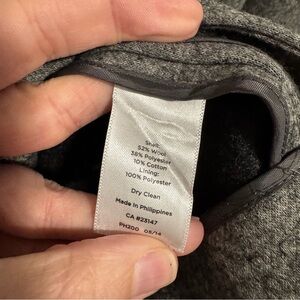 Shell:
52% Wool
38% Polyester
10% Cotton
Lining:
100% Polyester
Dry Clean
Made in Philippines
CA #23147
PH200 05/14